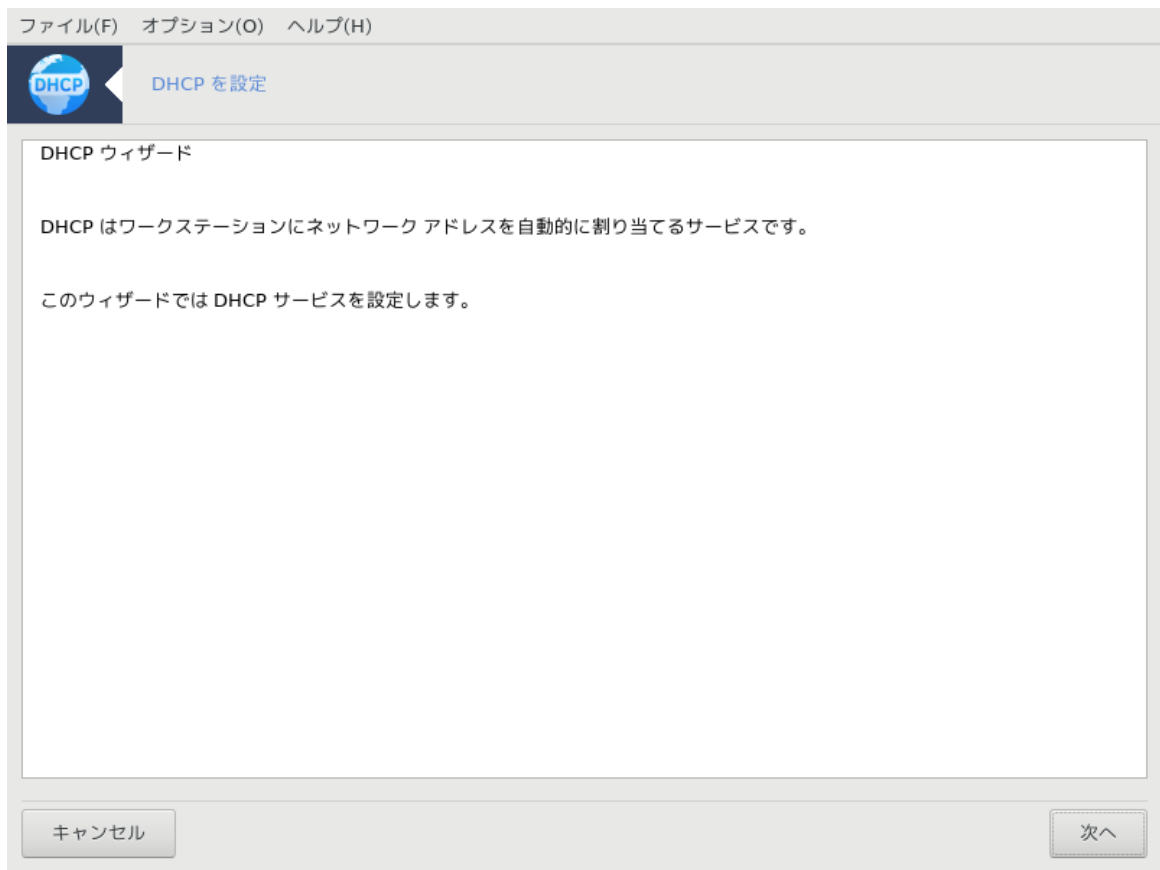 ファイル(F) オプション(O) ヘルプ(H)
DHCP
DHCP を設定
DHCP ウィザード
DHCP はワークステーションにネットワーク アドレスを自動的に割り当てるサービスです。
このウィザードでは DHCP サービスを設定します。
キャンセル 次へ